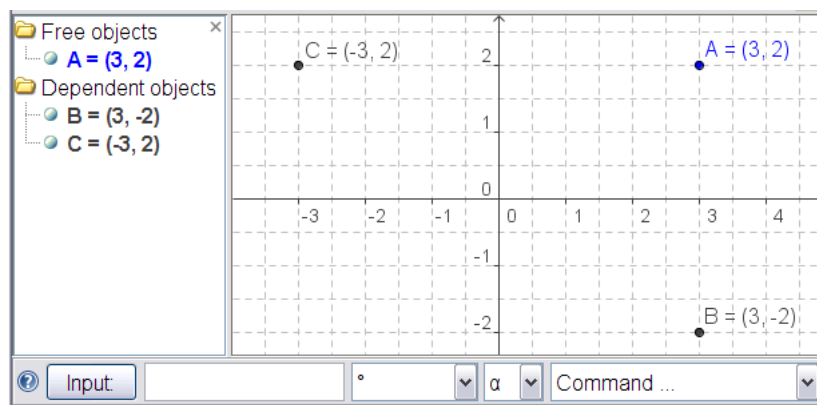 Free objects ×
A = (3, 2)
Dependent objects
B = (3, -2)
C = (-3, 2)
C = (-3, 2)
2
A = (3, 2)
1
0
-3 -2 -1 0 1 2 3 4
-1
-2
B = (3, -2)
? Input: ° α Command ...